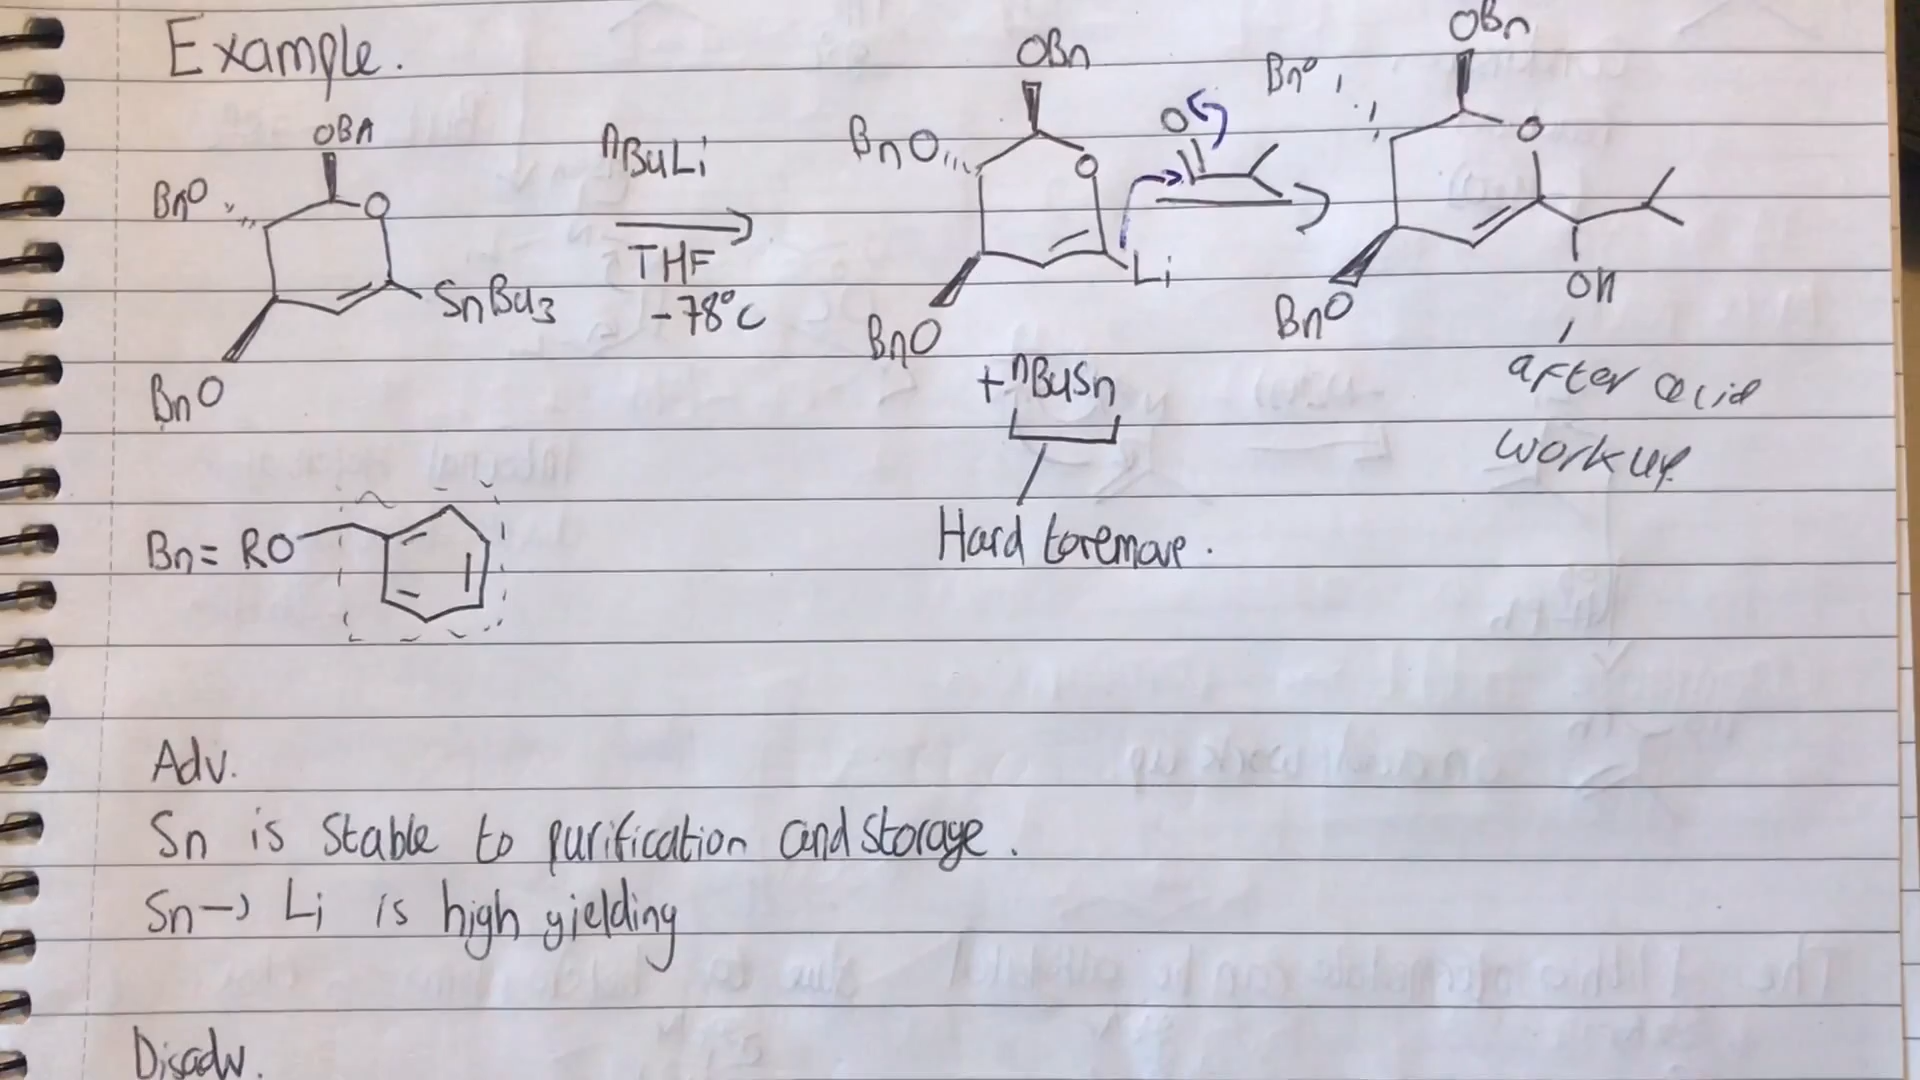 Example.
OBn
BnO
O
SnBu3
BnO
nBuLi
THF
-78°C
OBn
BnO
O
Li
BnO
+ nBuSn
Hard to remove.
O
OBn
BnO
O
OH
BnO
after acid
work up
Bn = RO
Adv.
Sn is stable to purification and storage.
Sn → Li is high yielding
Disadv.